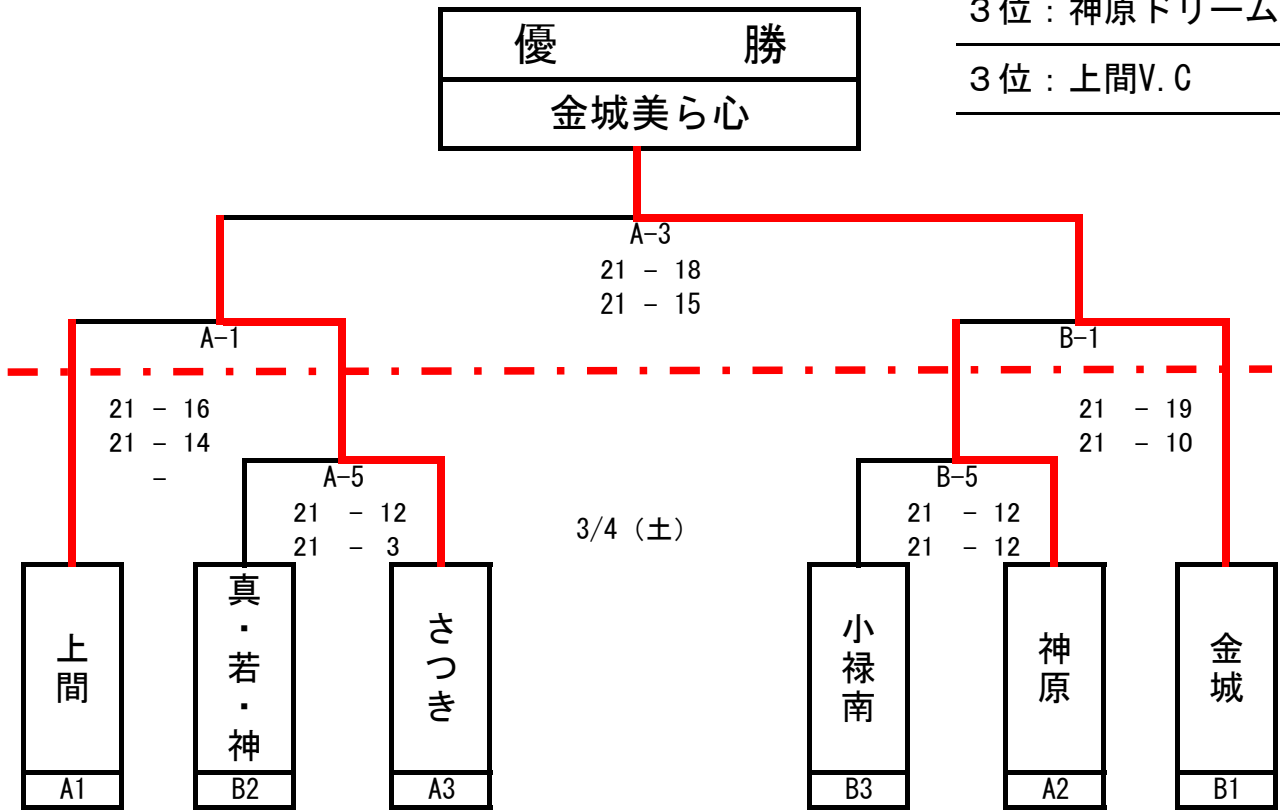 ３位：神原ドリーム
３位：上間V.C
優　勝
金城美ら心
A-3
21 - 18
21 - 15
A-1
B-1
21 - 16
21 - 14
-
21 - 19
21 - 10
A-5
21 - 12
21 - 3
B-5
21 - 12
21 - 12
3/4（土）
上間
真・若・神
さつき
小禄南
神原
金城
A1
B2
A3
B3
A2
B1